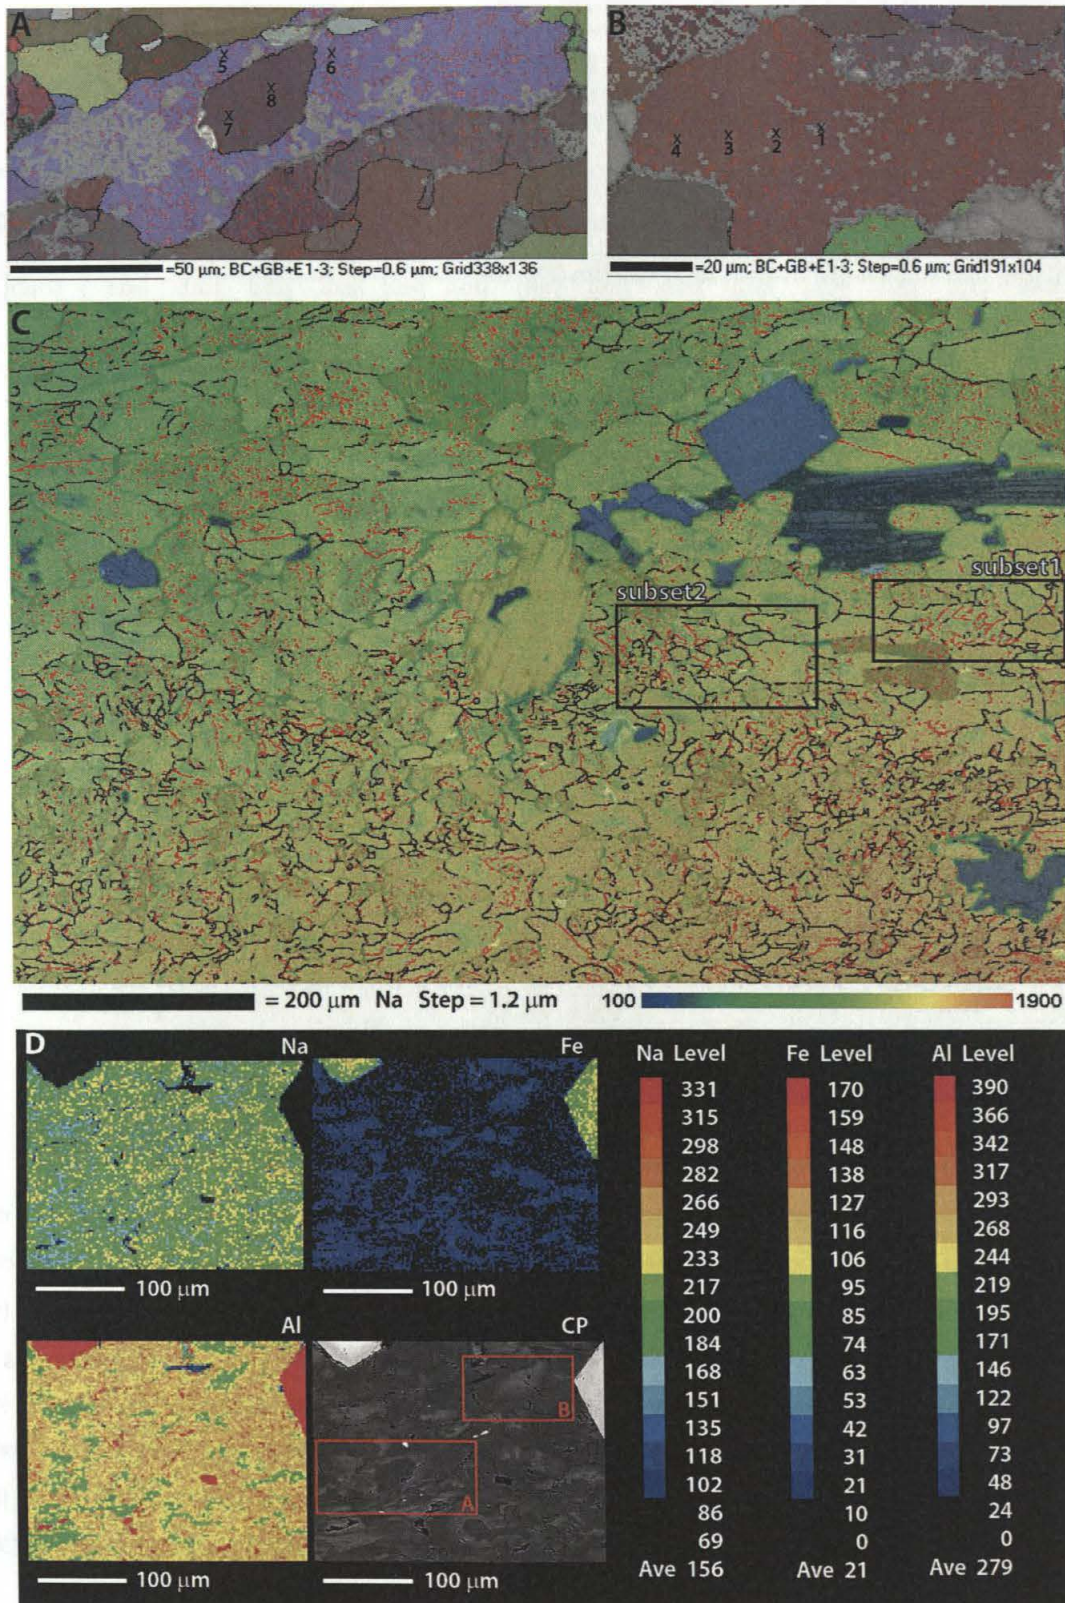 A
B
5
6
8
7
4
3
2
1
=50 µm; BC+GB+E1-3; Step=0.6 µm; Grid338x136
=20 µm; BC+GB+E1-3; Step=0.6 µm; Grid191x104
C
subset1
subset2
= 200 µm Na Step = 1.2 µm
100
1900
D
Na
Fe
100 µm
100 µm
Al
CP
B
A
100 µm
100 µm
Na Level Fe Level Al Level
331 170 390
315 159 366
298 148 342
282 138 317
266 127 293
249 116 268
233 106 244
217 95 219
200 85 195
184 74 171
168 63 146
151 53 122
135 42 97
118 31 73
102 21 48
86 10 24
69 0 0
Ave 156 Ave 21 Ave 279